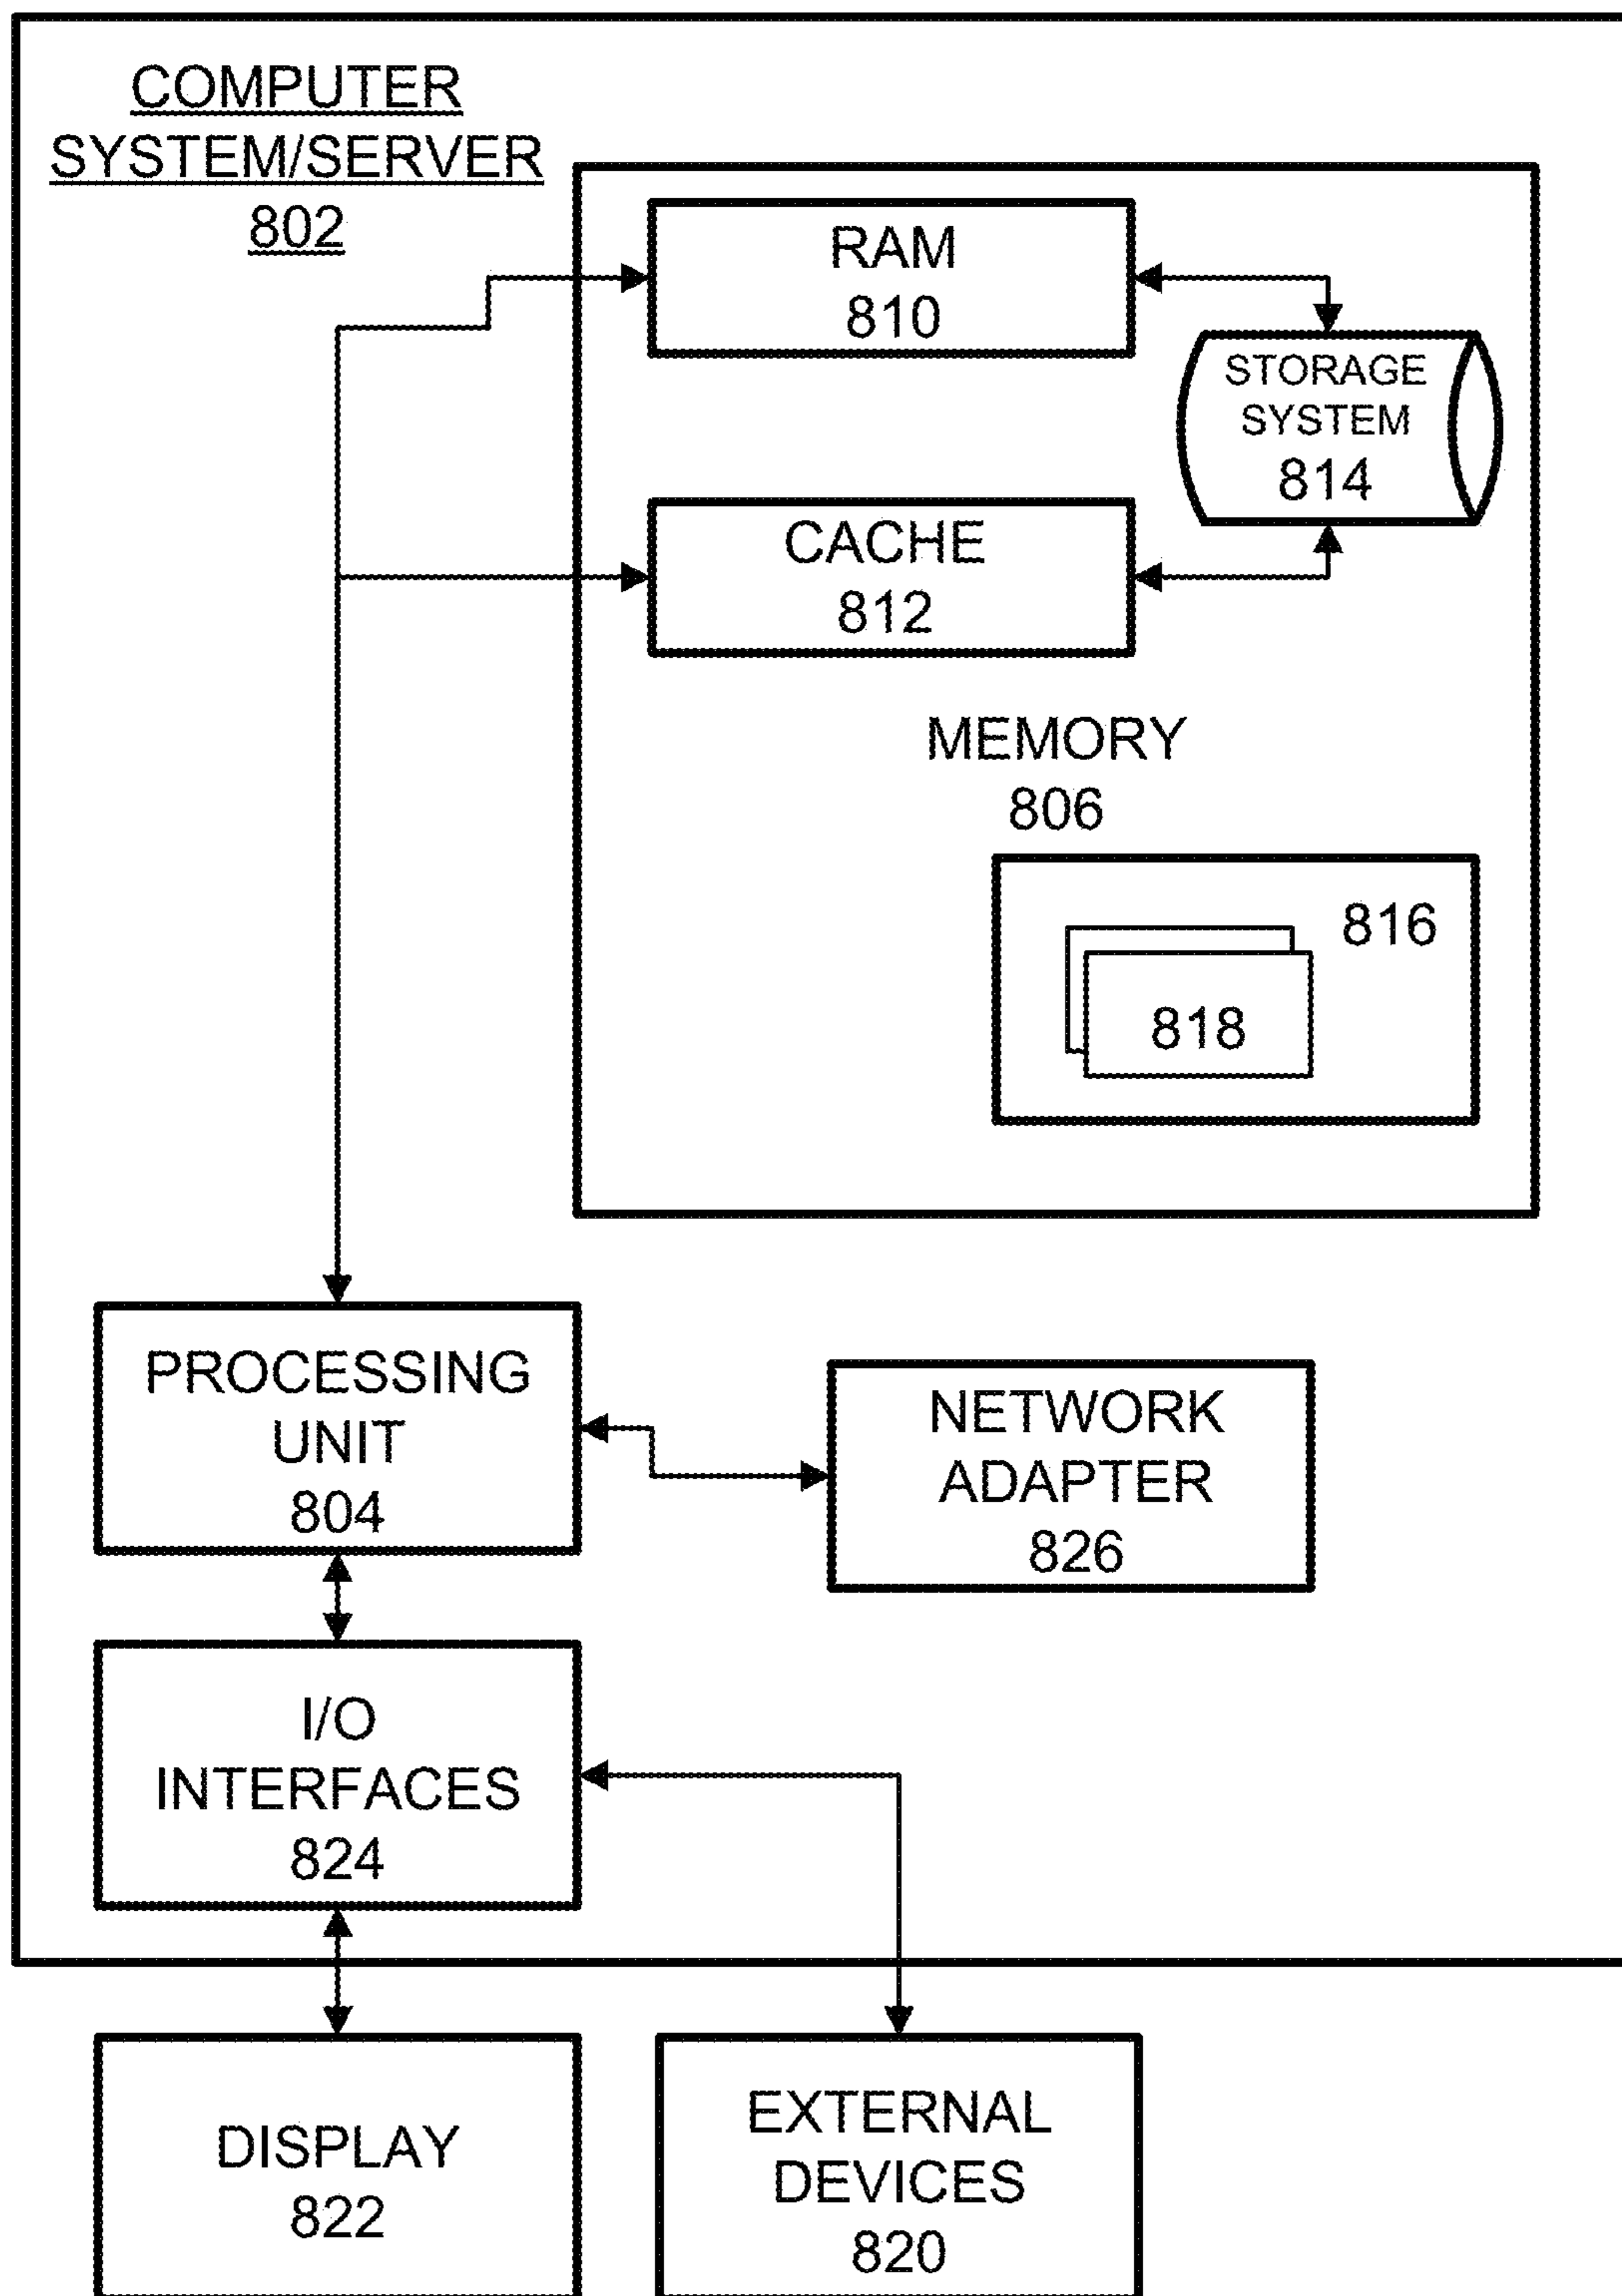 COMPUTER
SYSTEM/SERVER
802
RAM
810
STORAGE
SYSTEM
814
CACHE
812
MEMORY
806
816
818
PROCESSING
UNIT
804
NETWORK
ADAPTER
826
I/O
INTERFACES
824
DISPLAY
822
EXTERNAL
DEVICES
820